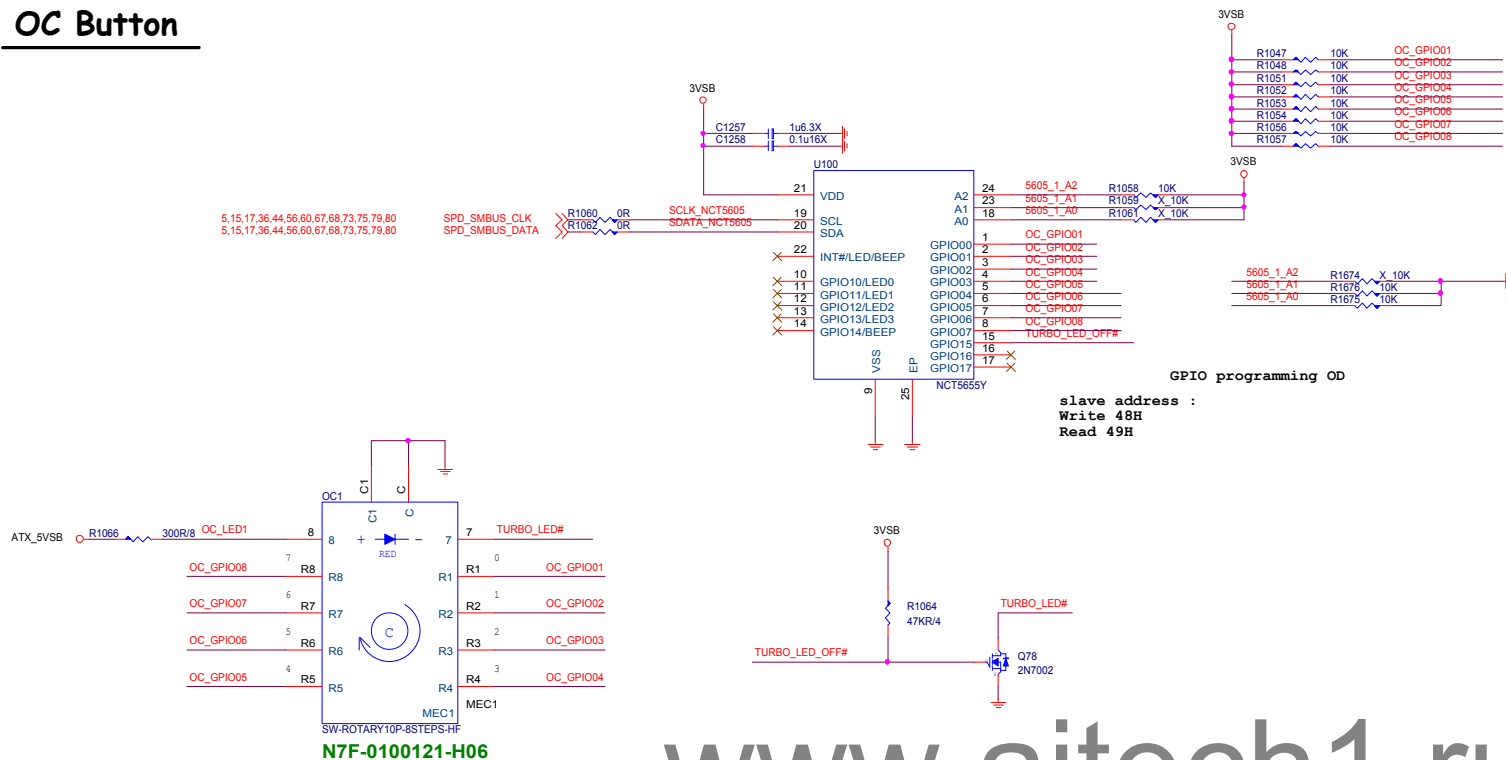 OC Button
3VSB
R1047 10K OC_GPIO01
R1048 10K OC_GPIO02
R1051 10K OC_GPIO03
R1052 10K OC_GPIO04
R1053 10K OC_GPIO05
R1054 10K OC_GPIO06
R1056 10K OC_GPIO07
R1057 10K OC_GPIO08
3VSB
C1257 1u6.3X
C1258 0.1u16X
U100
3VSB
21 VDD
A2 24 5605_1_A2 R1058 10K
A1 23 5605_1_A1 R1059 X_10K
A0 18 5605_1_A0 R1061 X_10K
5,15,17,36,44,56,60,67,68,73,75,79,80 SPD_SMBUS_CLK R1060 0R SCLK_NCT5605 19 SCL
5,15,17,36,44,56,60,67,68,73,75,79,80 SPD_SMBUS_DATA R1062 0R SDATA_NCT5605 20 SDA
22 INT#/LED/BEEP
10 GPIO10/LED0
11 GPIO11/LED1
12 GPIO12/LED2
13 GPIO13/LED3
14 GPIO14/BEEP
GPIO00 1 OC_GPIO01
GPIO01 2 OC_GPIO02
GPIO02 3 OC_GPIO03
GPIO03 4 OC_GPIO04
GPIO04 5 OC_GPIO05
GPIO05 6 OC_GPIO06
GPIO06 7 OC_GPIO07
GPIO07 8 OC_GPIO08
GPIO15 15 TURBO_LED_OFF#
GPIO16 16
GPIO17 17
VSS EP
9 25
NCT5655Y
5605_1_A2 R1674 X_10K
5605_1_A1 R1676 10K
5605_1_A0 R1675 10K
GPIO programming OD
slave address :
Write 48H
Read 49H
OC1
C1 C
C1 C
ATX_5VSB R1066 300R/8 OC_LED1 8 8 + - 7 7 TURBO_LED#
RED
OC_GPIO08 7 R8 R8 R1 R1 0 OC_GPIO01
OC_GPIO07 6 R7 R7 R2 R2 1 OC_GPIO02
C
OC_GPIO06 5 R6 R6 R3 R3 2 OC_GPIO03
OC_GPIO05 4 R5 R5 R4 R4 3 OC_GPIO04
MEC1 MEC1
SW-ROTARY10P-8STEPS-HF
N7F-0100121-H06
3VSB
R1064
47KR/4
TURBO_LED#
TURBO_LED_OFF#
Q78
2N7002